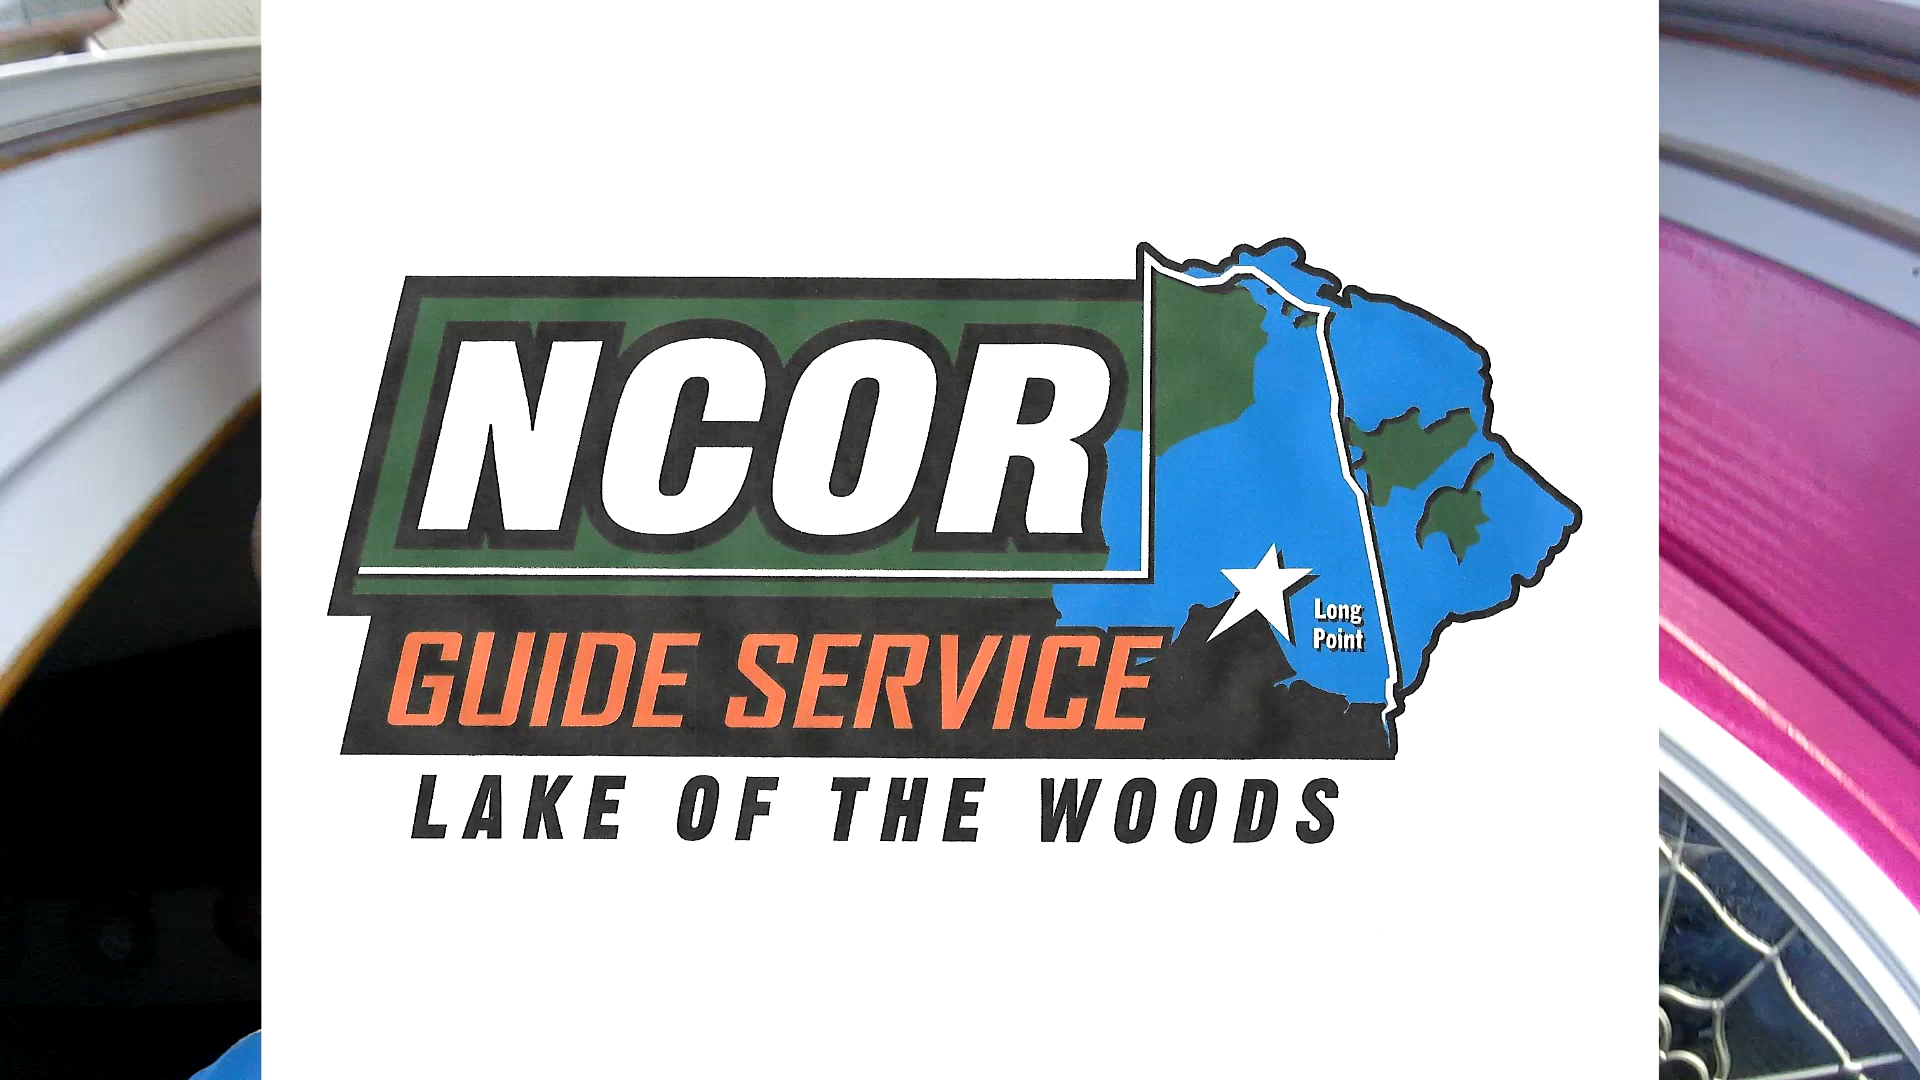 NCOR
GUIDE SERVICE
Long
Point
LAKE OF THE WOODS